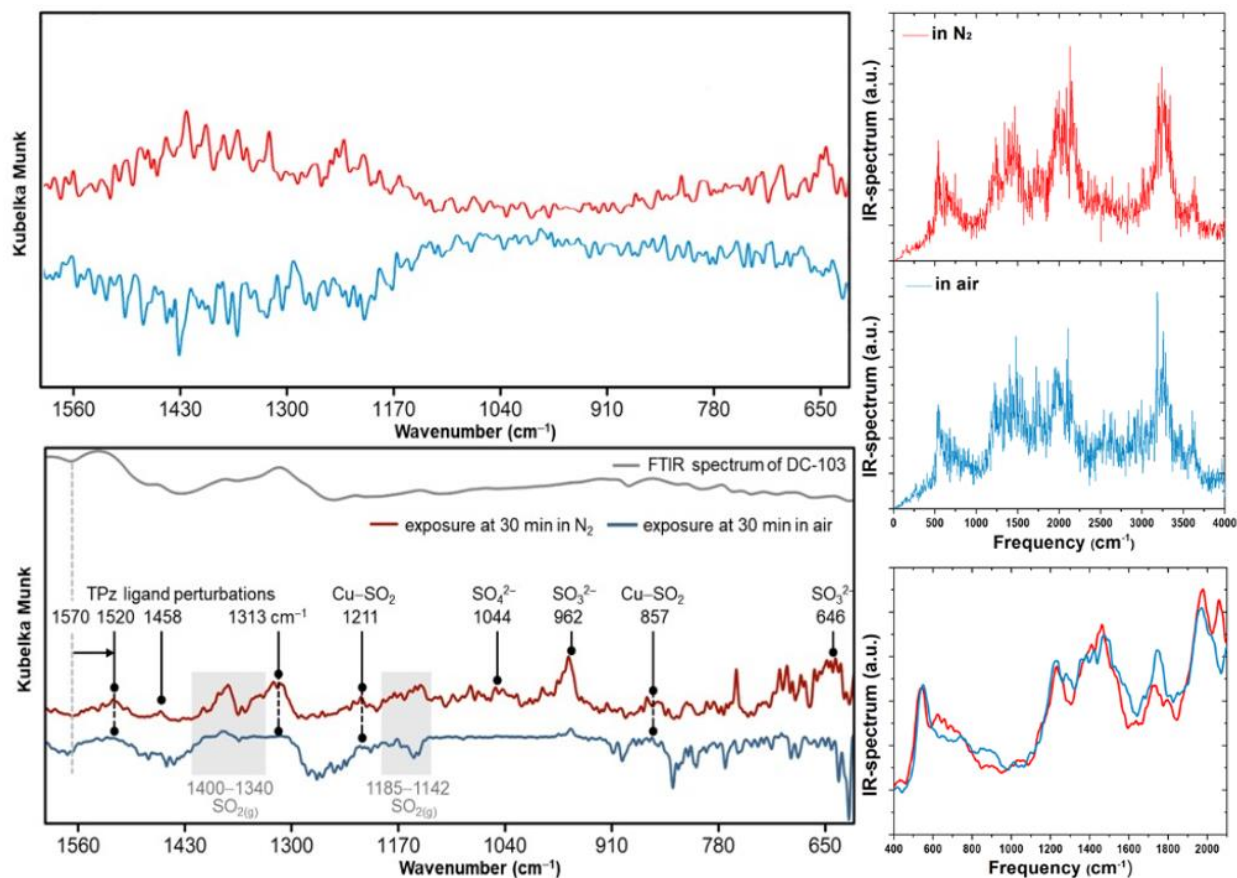 Kubelka Munk
1560 1430 1300 1170 1040 910 780 650
Wavenumber (cm⁻¹)
IR-spectrum (a.u.)
in N₂
IR-spectrum (a.u.)
in air
0 500 1000 1500 2000 2500 3000 3500 4000
Frequency (cm⁻¹)
Kubelka Munk
FTIR spectrum of DC-103
exposure at 30 min in N₂ exposure at 30 min in air
TPz ligand perturbations Cu–SO₂ SO₄²⁻ SO₃²⁻ Cu–SO₂ SO₃²⁻
1570 1520 1458 1313 cm⁻¹ 1211 1044 962 857 646
1400–1340 1185–1142
SO₂₍g₎ SO₂₍g₎
1560 1430 1300 1170 1040 910 780 650
Wavenumber (cm⁻¹)
IR-spectrum (a.u.)
400 600 800 1000 1200 1400 1600 1800 2000
Frequency (cm⁻¹)